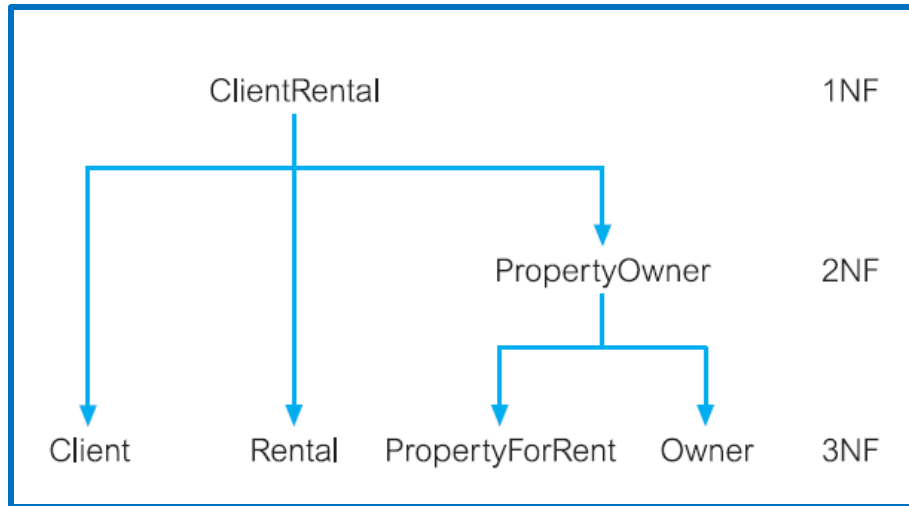 ClientRental 1NF
PropertyOwner 2NF
Client Rental PropertyForRent Owner 3NF